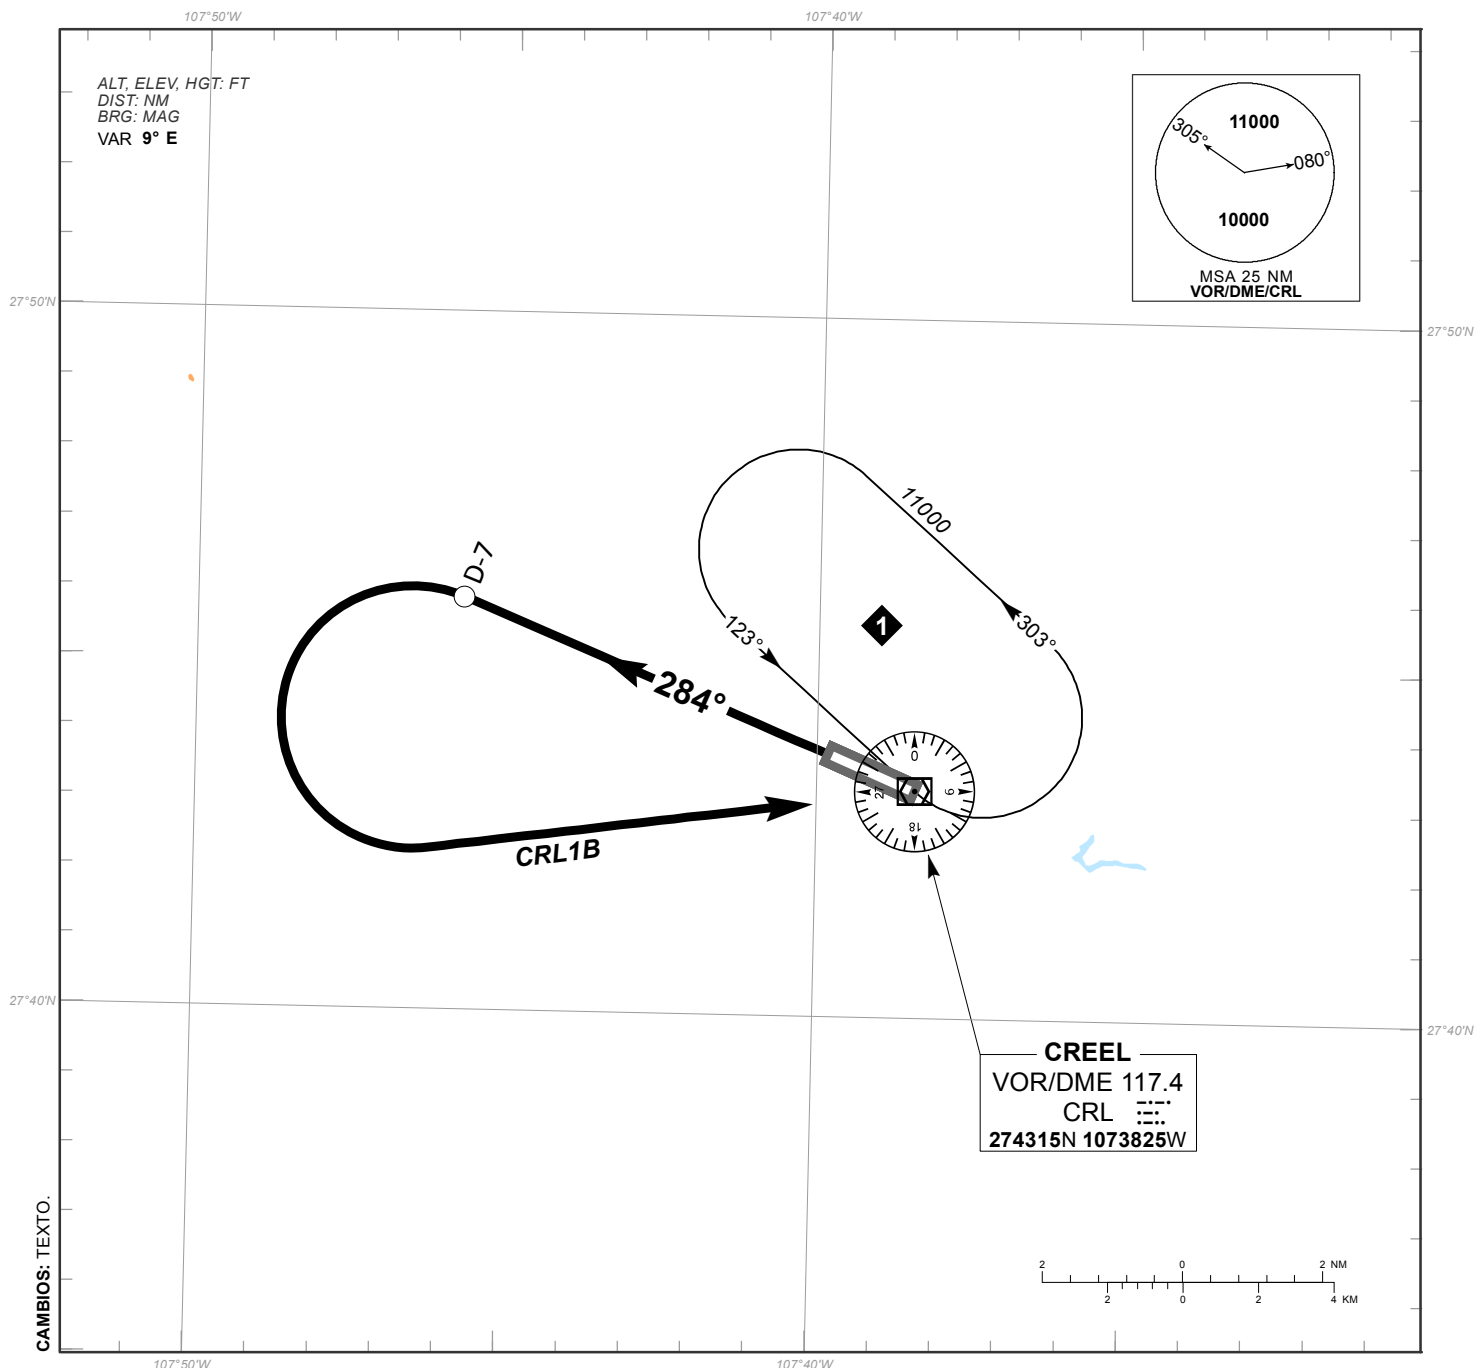 107°50'W
107°40'W
ALT, ELEV, HGT: FT
DIST: NM
BRG: MAG
VAR 9° E
11000
305°
080°
10000
MSA 25 NM
VOR/DME/CRL
27°50'N
27°50'N
11000
D-7
1
123°
303°
284°
0
27
9
18
CRL1B
27°40'N
27°40'N
CREEL
VOR/DME 117.4
CRL
274315N 1073825W
CAMBIOS: TEXTO.
2 0 2 NM
2 0 2 4 KM
107°50'W
107°40'W